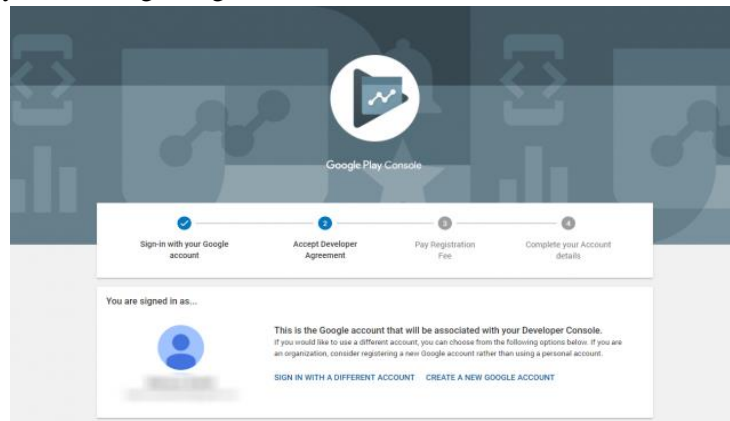 Google Play Console
2
3
4
Sign-in with your Google
account
Accept Developer
Agreement
Pay Registration
Fee
Complete your Account
details
You are signed in as...
This is the Google account that will be associated with your Developer Console.
If you would like to use a different account, you can choose from the following options below. If you are
an organization, consider registering a new Google account rather than using a personal account.
SIGN IN WITH A DIFFERENT ACCOUNT CREATE A NEW GOOGLE ACCOUNT